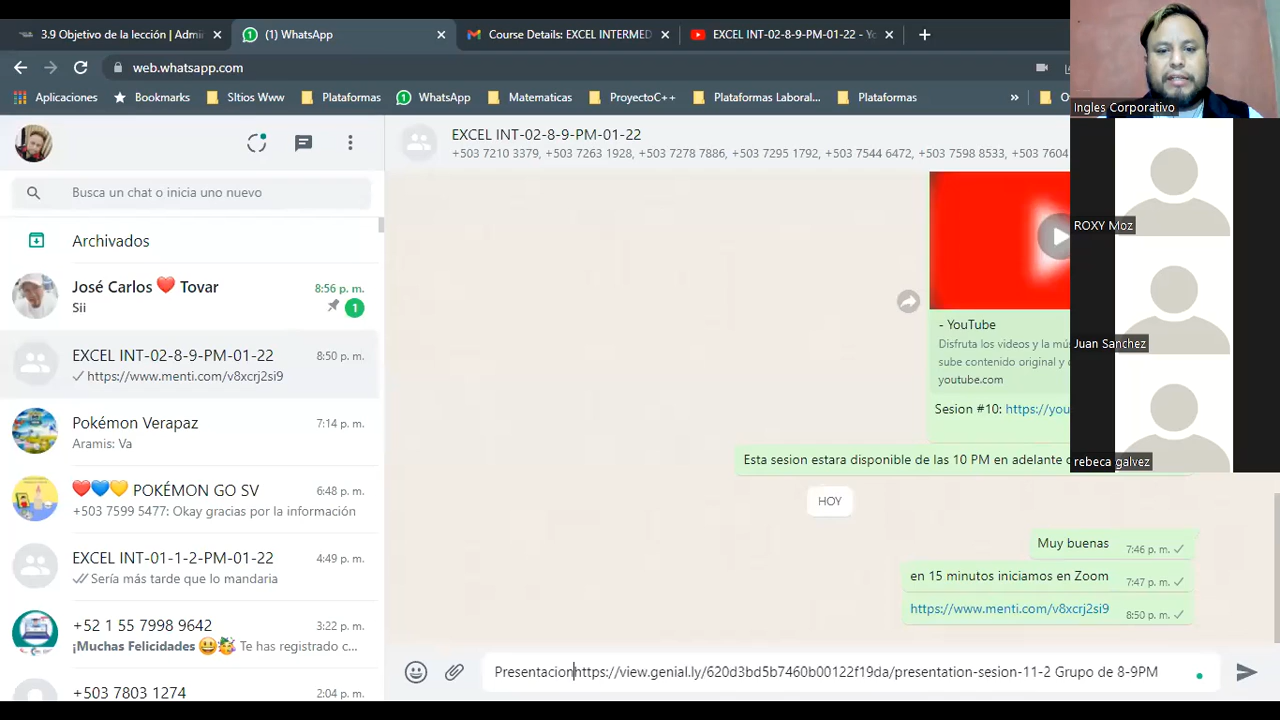 3.9 Objetivo de la lección | Admi
(1) WhatsApp
Course Details: EXCEL INTERMED
EXCEL INT-02-8-9-PM-01-22 - Yo
web.whatsapp.com
Aplicaciones
Bookmarks
SItios Www
Plataformas
WhatsApp
Matematicas
ProyectoC++
Plataformas Laboral...
Plataformas
»
Ingles Corporativo
ROXY Moz
Juan Sanchez
rebeca galvez
Busca un chat o inicia uno nuevo
Archivados
José Carlos ❤️ Tovar
8:56 p. m.
Sii
1
EXCEL INT-02-8-9-PM-01-22
8:50 p. m.
https://www.menti.com/v8xcrj2si9
Pokémon Verapaz
7:14 p. m.
Aramis: Va
❤️💙💛 POKÉMON GO SV
6:48 p. m.
+503 7599 5477: Okay gracias por la información
EXCEL INT-01-1-2-PM-01-22
4:49 p. m.
Sería más tarde que lo mandaria
+52 1 55 7998 9642
3:22 p. m.
¡Muchas Felicidades 😃🥳 Te has registrado c...
+503 7803 1274
2:04 p. m.
EXCEL INT-02-8-9-PM-01-22
+503 7210 3379, +503 7263 1928, +503 7278 7886, +503 7295 1792, +503 7544 6472, +503 7598 8533, +503 7604
- YouTube
Disfruta los videos y la mú
sube contenido original y c
youtube.com
Sesion #10: https://you
Esta sesion estara disponible de las 10 PM en adelante
HOY
Muy buenas
7:46 p. m.
en 15 minutos iniciamos en Zoom
7:47 p. m.
https://www.menti.com/v8xcrj2si9
8:50 p. m.
Presentacionhttps://view.genial.ly/620d3bd5b7460b00122f19da/presentation-sesion-11-2 Grupo de 8-9PM